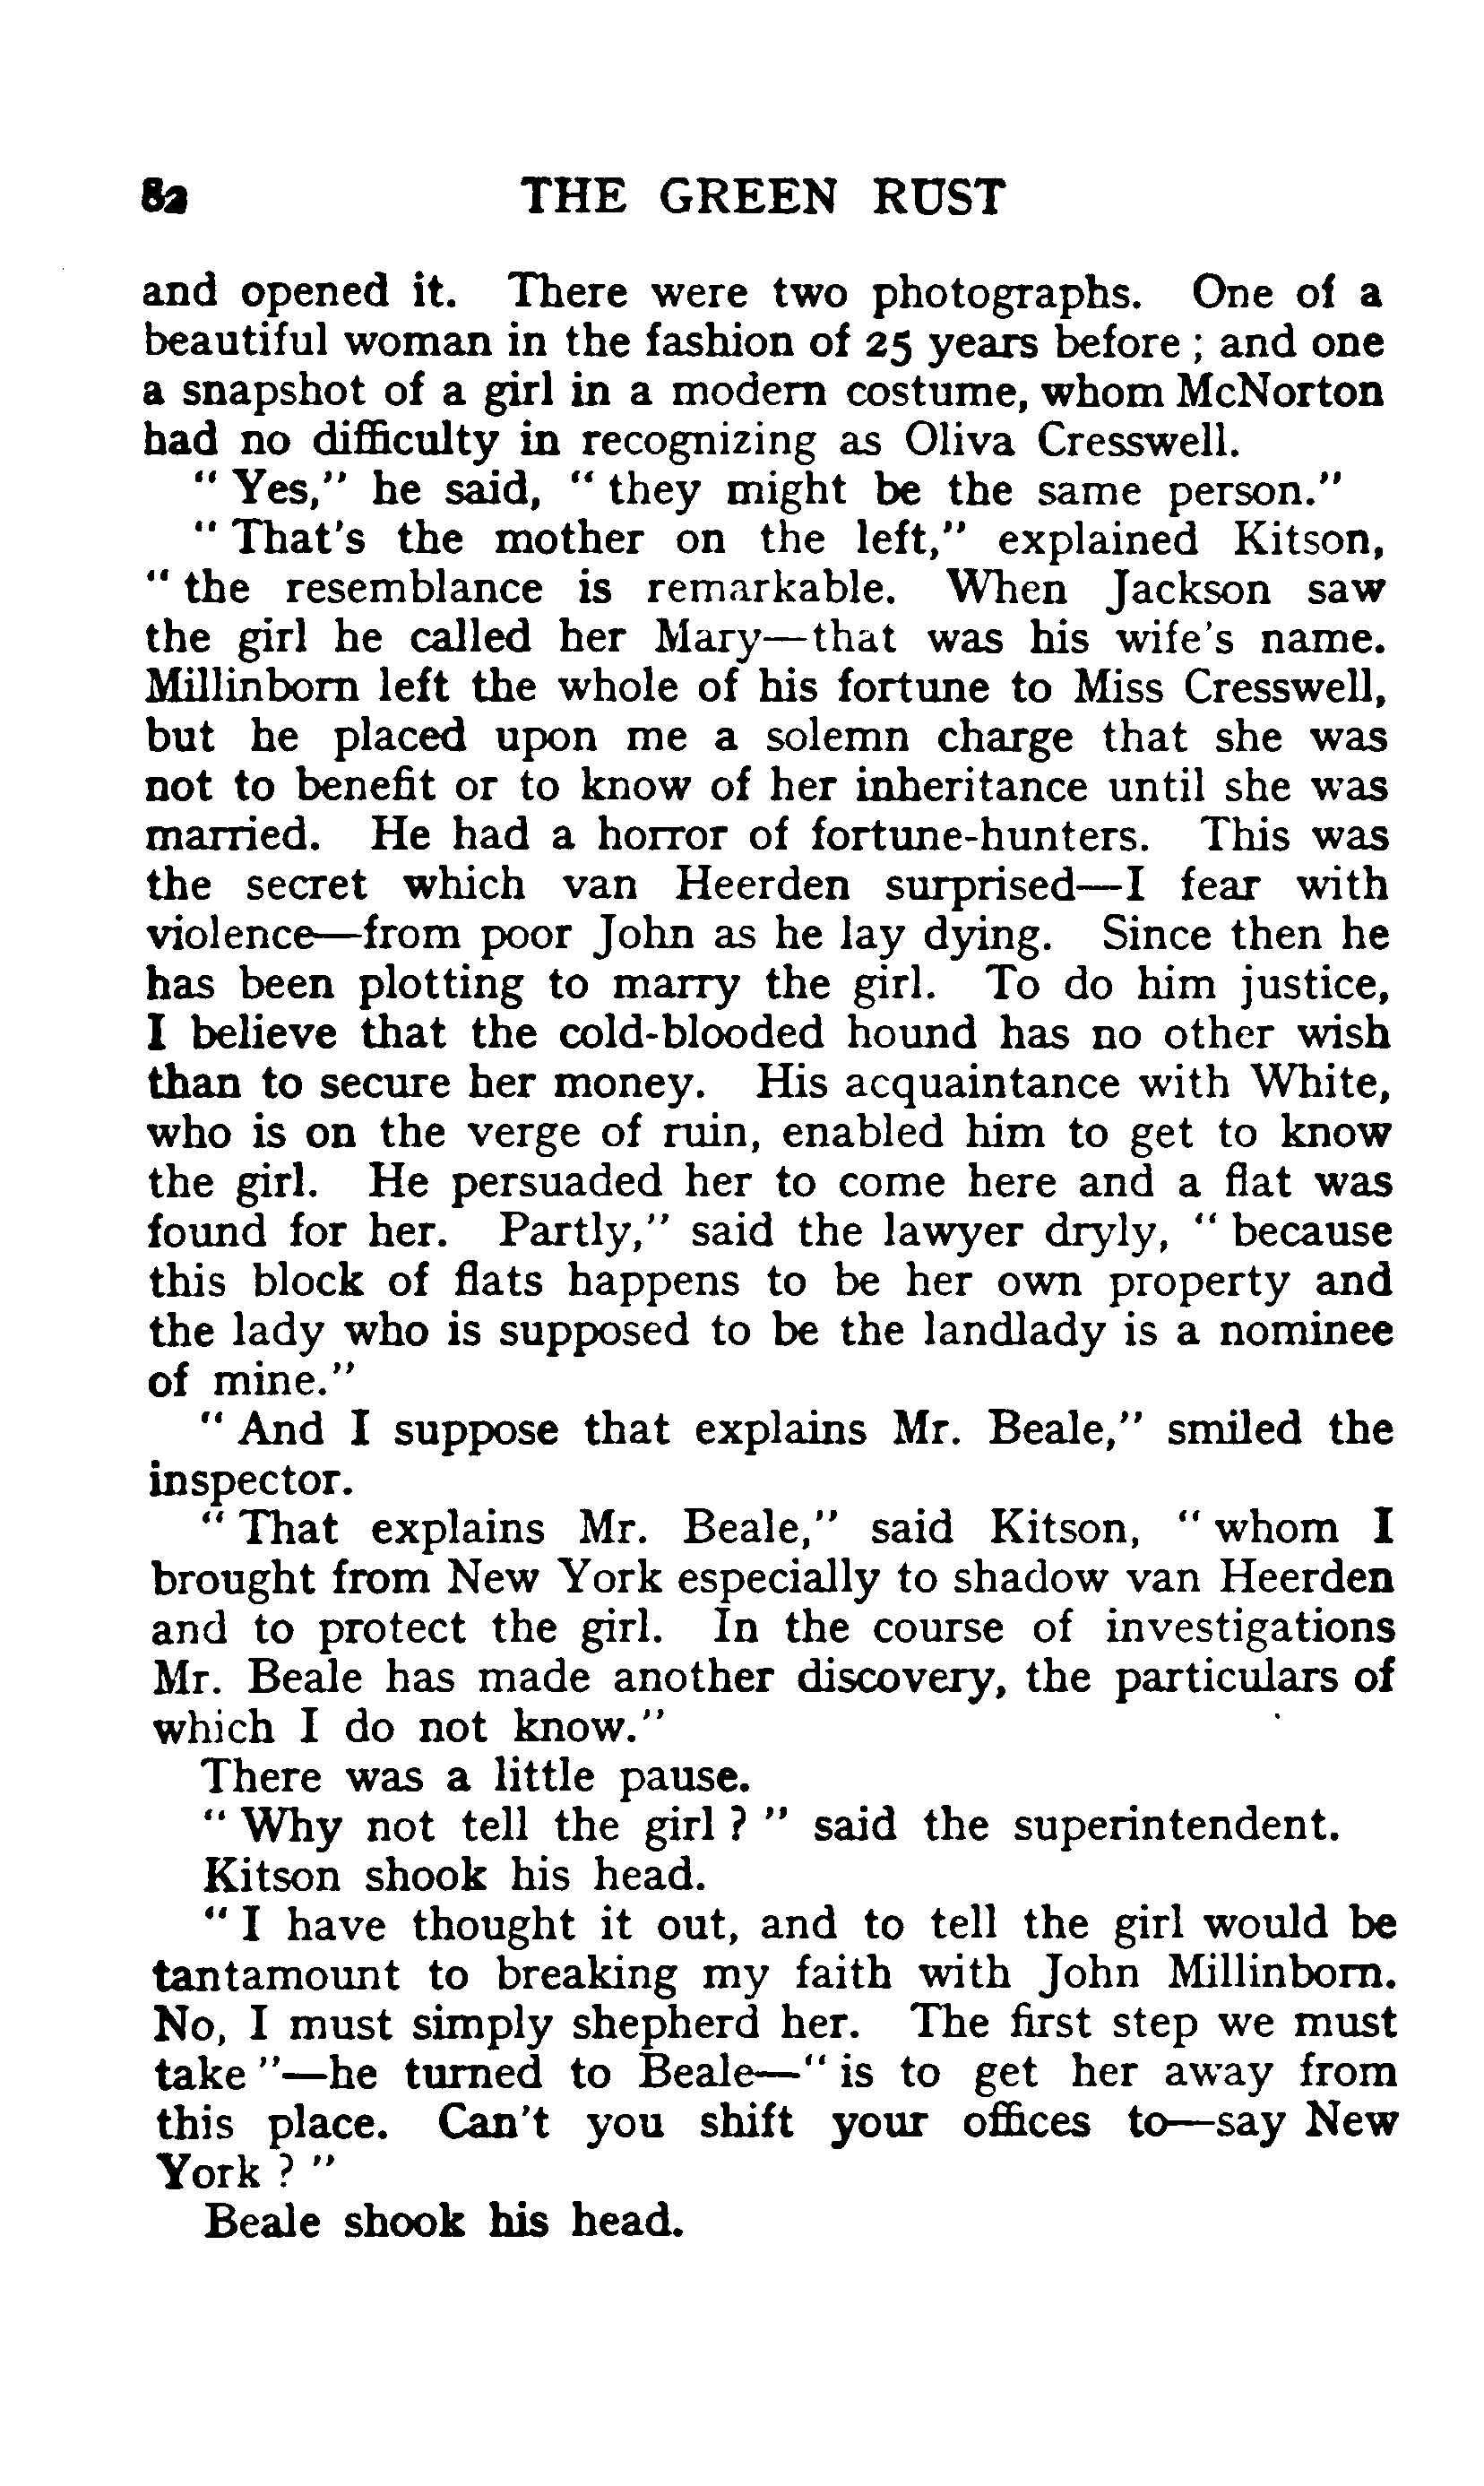 82 THE GREEN RUST
and opened it. There were two photographs. One of a
beautiful woman in the fashion of 25 years before ; and one
a snapshot of a girl in a modern costume, whom McNorton
had no difficulty in recognizing as Oliva Cresswell.
" Yes," he said, " they might be the same person."
" That's the mother on the left," explained Kitson,
" the resemblance is remarkable. When Jackson saw
the girl he called her Mary—that was his wife's name.
Millinborn left the whole of his fortune to Miss Cresswell,
but he placed upon me a solemn charge that she was
not to benefit or to know of her inheritance until she was
married. He had a horror of fortune-hunters. This was
the secret which van Heerden surprised—I fear with
violence—from poor John as he lay dying. Since then he
has been plotting to marry the girl. To do him justice,
I believe that the cold-blooded hound has no other wish
than to secure her money. His acquaintance with White,
who is on the verge of ruin, enabled him to get to know
the girl. He persuaded her to come here and a flat was
found for her. Partly," said the lawyer dryly, " because
this block of flats happens to be her own property and
the lady who is supposed to be the landlady is a nominee
of mine."
" And I suppose that explains Mr. Beale," smiled the
inspector.
" That explains Mr. Beale," said Kitson, " whom I
brought from New York especially to shadow van Heerden
and to protect the girl. In the course of investigations
Mr. Beale has made another discovery, the particulars of
which I do not know."
There was a little pause.
" Why not tell the girl ? " said the superintendent.
Kitson shook his head.
" I have thought it out, and to tell the girl would be
tantamount to breaking my faith with John Millinborn.
No, I must simply shepherd her. The first step we must
take "—he turned to Beale—" is to get her away from
this place. Can't you shift your offices to—say New
York ? "
Beale shook his head.